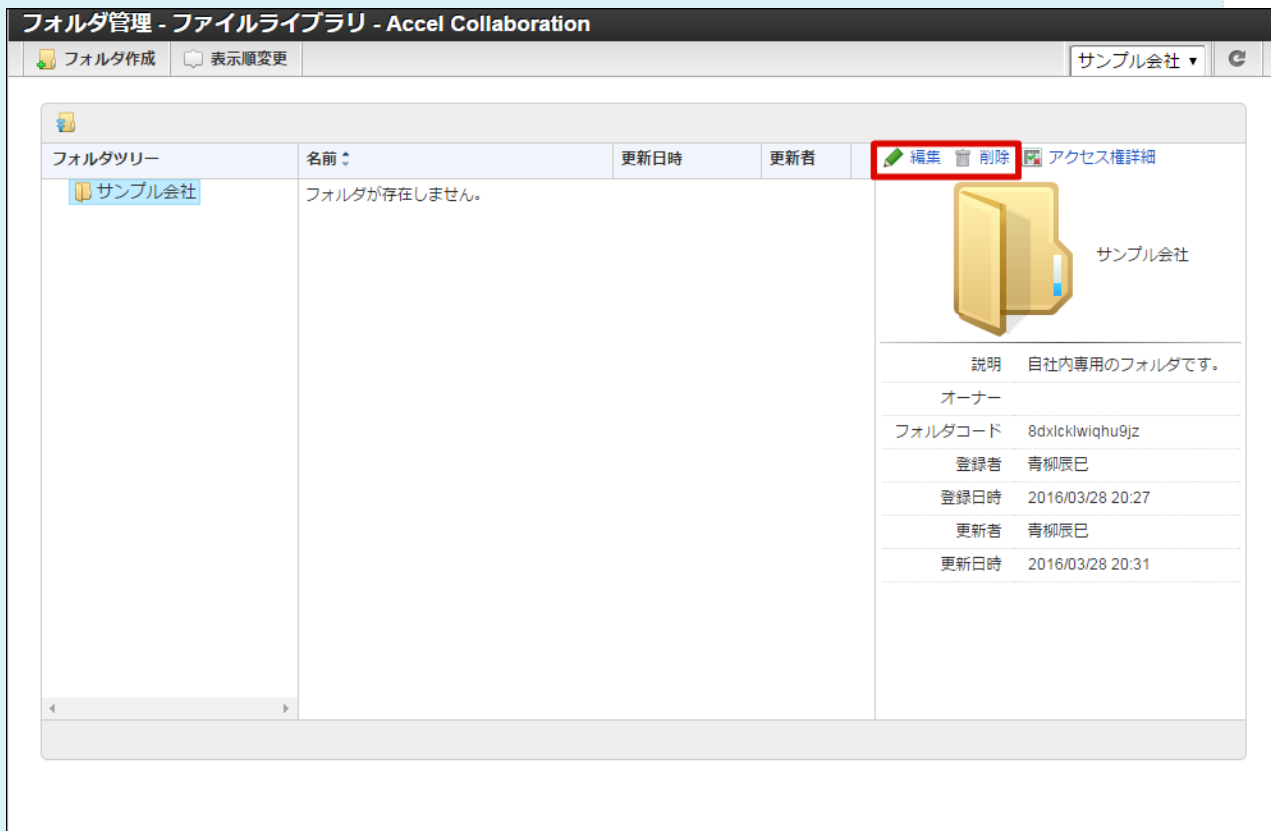 フォルダ管理 - ファイルライブラリ - Accel Collaboration
フォルダ作成 表示順変更 サンプル会社
フォルダツリー 名前 更新日時 更新者 編集 削除 アクセス権詳細
サンプル会社 フォルダが存在しません。
サンプル会社
説明 自社内専用のフォルダです。
オーナー
フォルダコード 8dxlcklwiqhu9jz
登録者 青柳辰巳
登録日時 2016/03/28 20:27
更新者 青柳辰巳
更新日時 2016/03/28 20:31